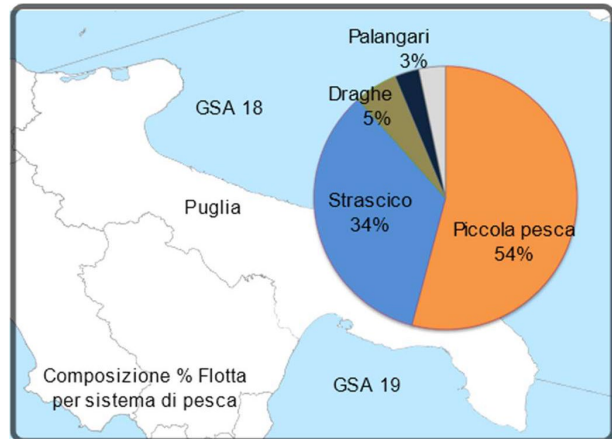 Palangari
3%
Draghe
5%
GSA 18
Puglia
Strascico
34%
Piccola pesca
54%
Composizione % Flotta
per sistema di pesca
GSA 19